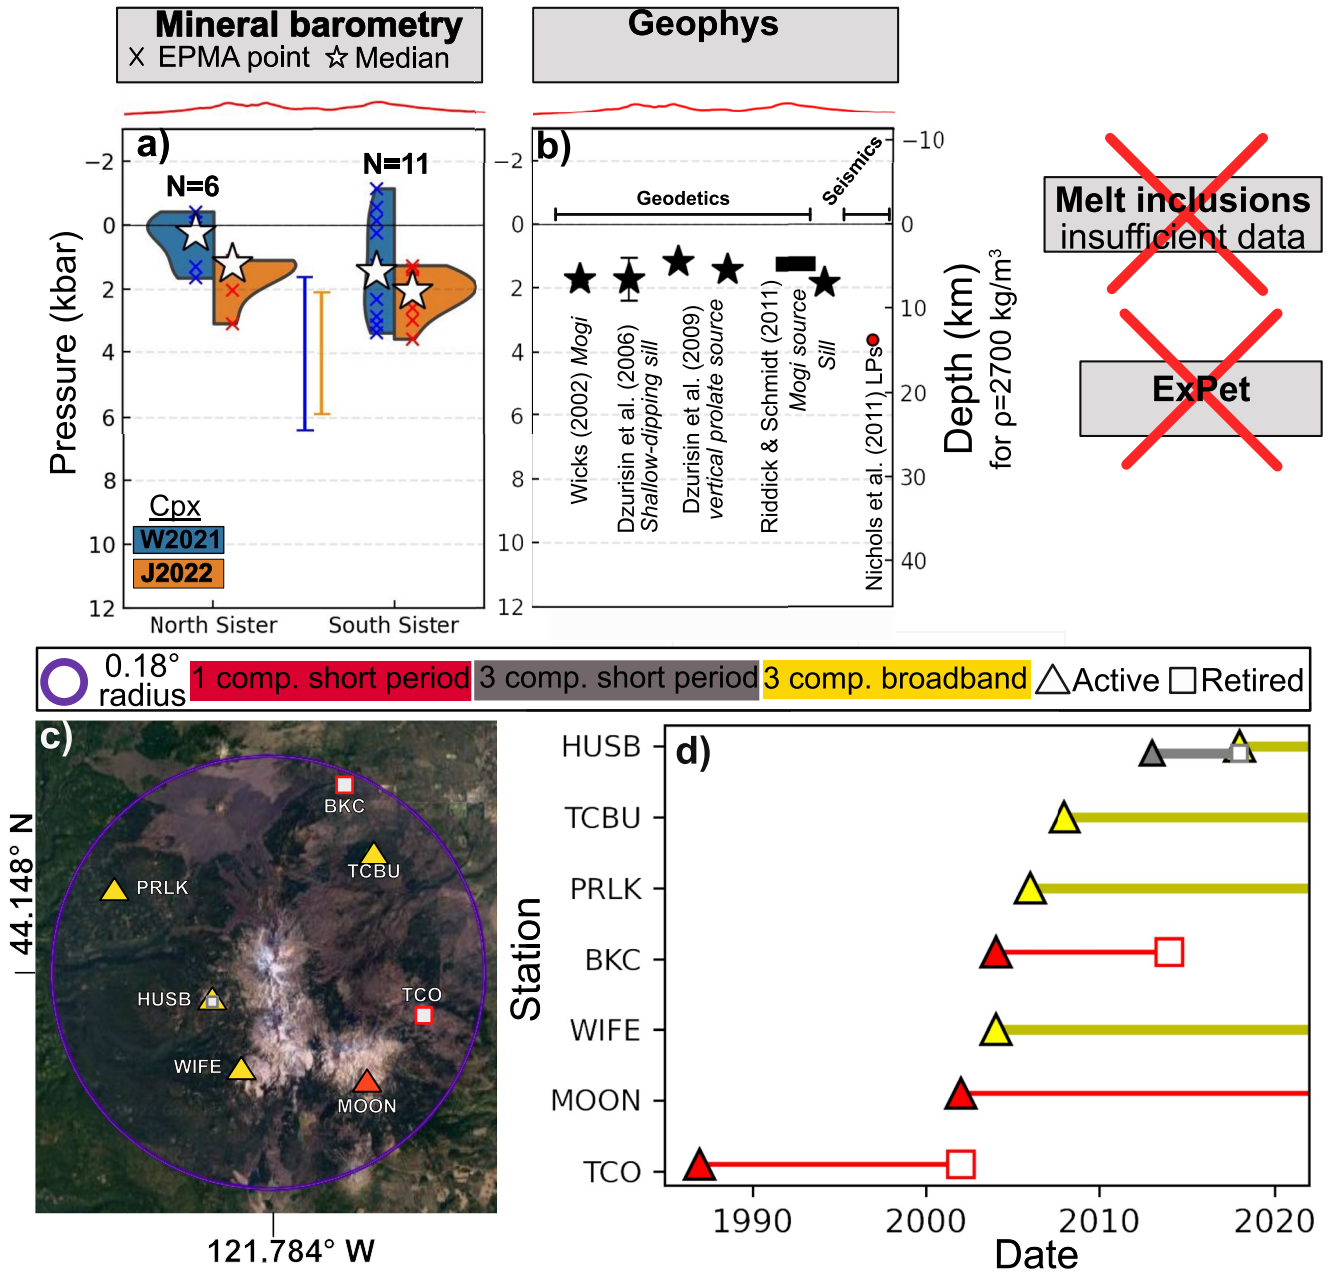 Mineral barometry
× EPMA point ☆ Median
Geophys
a)
N=6
N=11
−2
0
2
4
6
8
10
12
Pressure (kbar)
Cpx
W2021
J2022
North Sister
South Sister
b)
Geodetics
Seismics
−2
0
2
4
6
8
10
12
Wicks (2002) Mogi
Dzurisin et al. (2006)
Shallow-dipping sill
Dzurisin et al. (2009)
vertical prolate source
Riddick & Schmidt (2011)
Mogi source
Sill
Nichols et al. (2011) LPs
−10
0
10
20
30
40
Depth (km)
for ρ=2700 kg/m³
Melt inclusions
insufficient data
ExPet
0.18°
radius
1 comp. short period
3 comp. short period
3 comp. broadband
Active
Retired
c)
BKC
TCBU
PRLK
HUSB
TCO
WIFE
MOON
44.148° N
121.784° W
d)
Station
HUSB
TCBU
PRLK
BKC
WIFE
MOON
TCO
1990
2000
2010
2020
Date